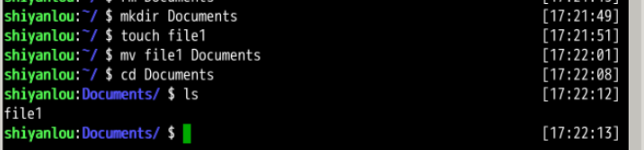 shiyanlou:~/ $ mkdir Documents [17:21:49]
shiyanlou:~/ $ touch file1 [17:21:51]
shiyanlou:~/ $ mv file1 Documents [17:22:01]
shiyanlou:~/ $ cd Documents [17:22:08]
shiyanlou:Documents/ $ ls [17:22:12]
file1
shiyanlou:Documents/ $ [17:22:13]